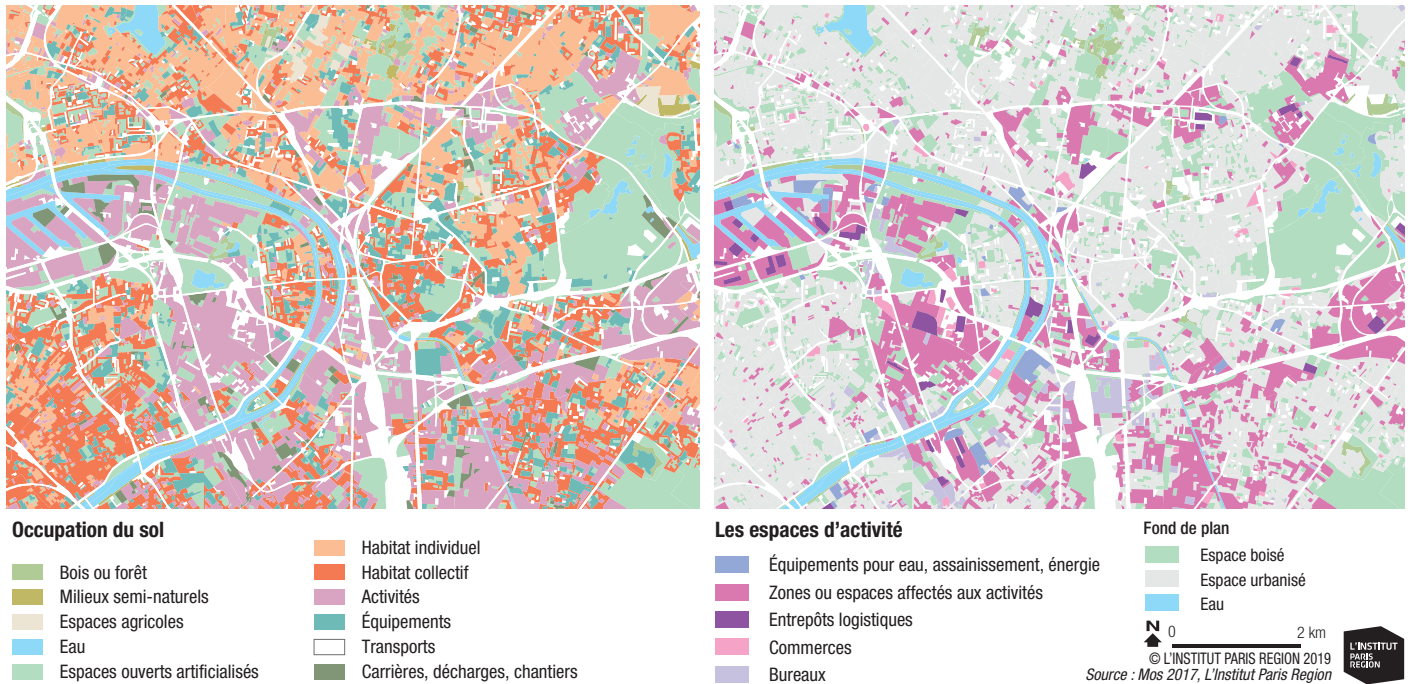 Occupation du sol
Bois ou forêt
Milieux semi-naturels
Espaces agricoles
Eau
Espaces ouverts artificialisés
Habitat individuel
Habitat collectif
Activités
Équipements
Transports
Carrières, décharges, chantiers
Les espaces d'activité
Équipements pour eau, assainissement, énergie
Zones ou espaces affectés aux activités
Entrepôts logistiques
Commerces
Bureaux
Fond de plan
Espace boisé
Espace urbanisé
Eau
N
0 2 km
© L'INSTITUT PARIS REGION 2019
Source : Mos 2017, L'Institut Paris Region
L'INSTITUT
PARIS
REGION